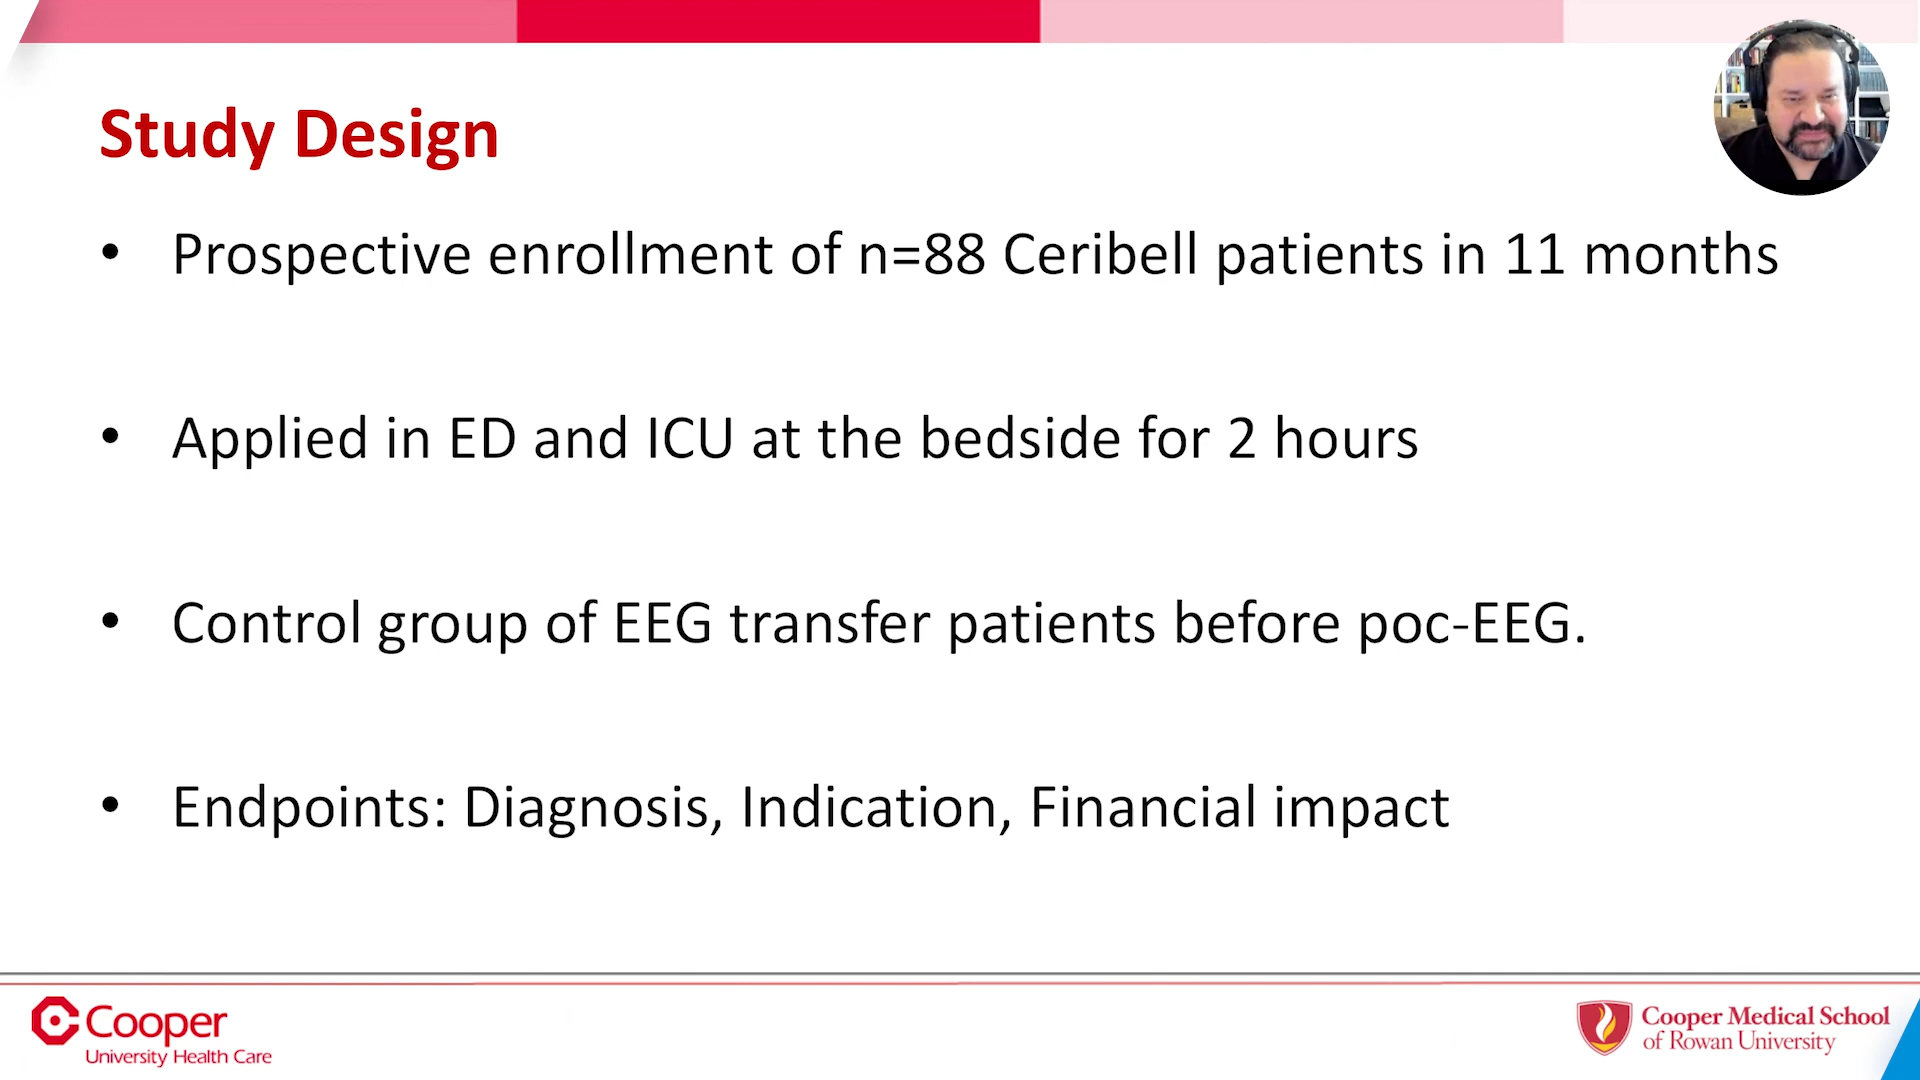 Study Design
• Prospective enrollment of n=88 Ceribell patients in 11 months
• Applied in ED and ICU at the bedside for 2 hours
• Control group of EEG transfer patients before poc-EEG.
• Endpoints: Diagnosis, Indication, Financial impact
Cooper
University Health Care
Cooper Medical School
of Rowan University